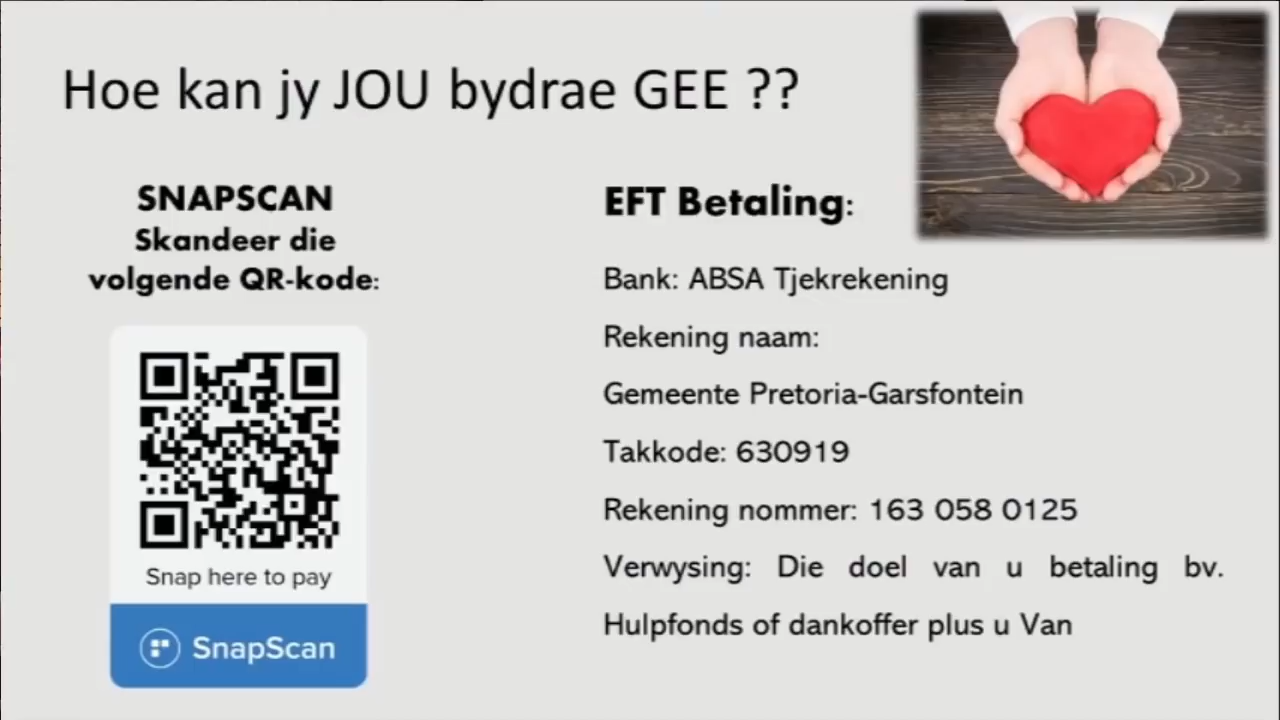 Hoe kan jy JOU bydrae GEE ??
SNAPSCAN
Skandeer die
volgende QR-kode:
Snap here to pay
SnapScan
EFT Betaling:
Bank: ABSA Tjekrekening
Rekening naam:
Gemeente Pretoria-Garsfontein
Takkode: 630919
Rekening nommer: 163 058 0125
Verwysing: Die doel van u betaling bv.
Hulpfonds of dankoffer plus u Van